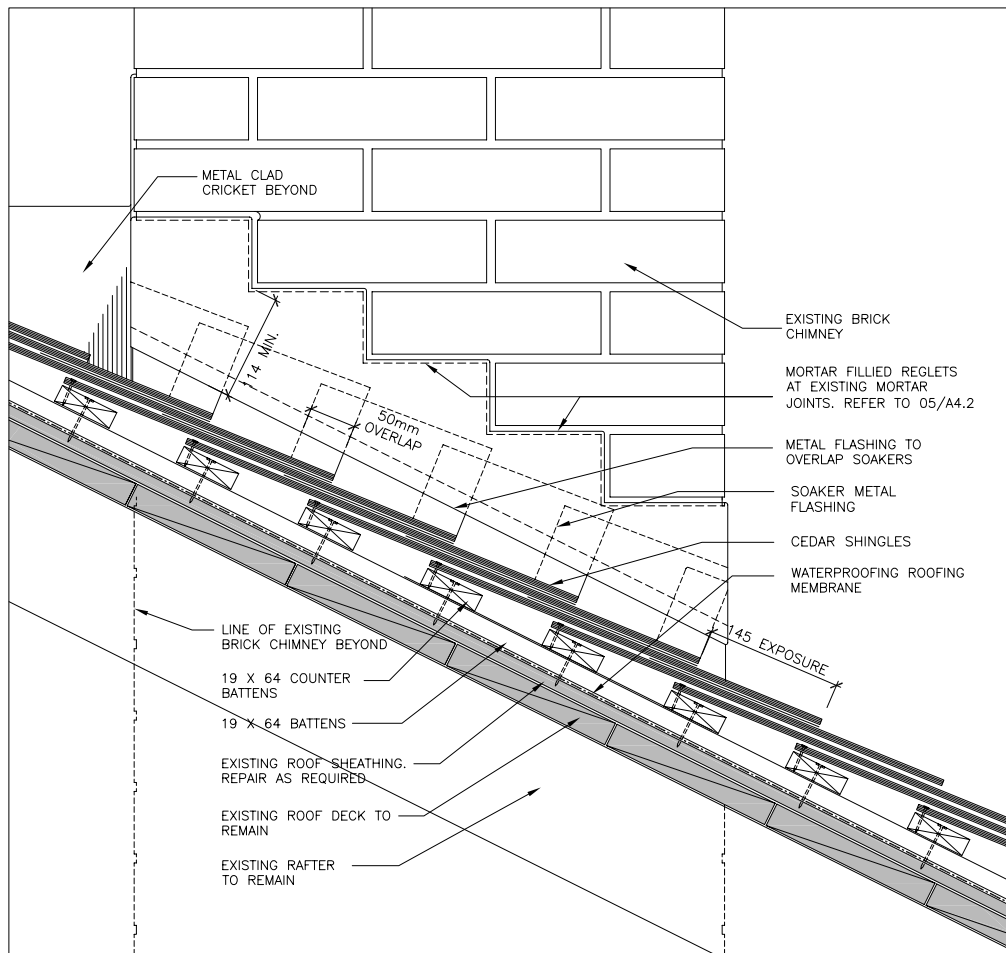 METAL CLAD
CRICKET BEYOND
114 MIN.
50mm
OVERLAP
EXISTING BRICK
CHIMNEY
MORTAR FILLIED REGLETS
AT EXISTING MORTAR
JOINTS. REFER TO 05/A4.2
METAL FLASHING TO
OVERLAP SOAKERS
SOAKER METAL
FLASHING
CEDAR SHINGLES
WATERPROOFING ROOFING
MEMBRANE
145 EXPOSURE
LINE OF EXISTING
BRICK CHIMNEY BEYOND
19 X 64 COUNTER
BATTENS
19 X 64 BATTENS
EXISTING ROOF SHEATHING.
REPAIR AS REQUIRED
EXISTING ROOF DECK TO
REMAIN
EXISTING RAFTER
TO REMAIN